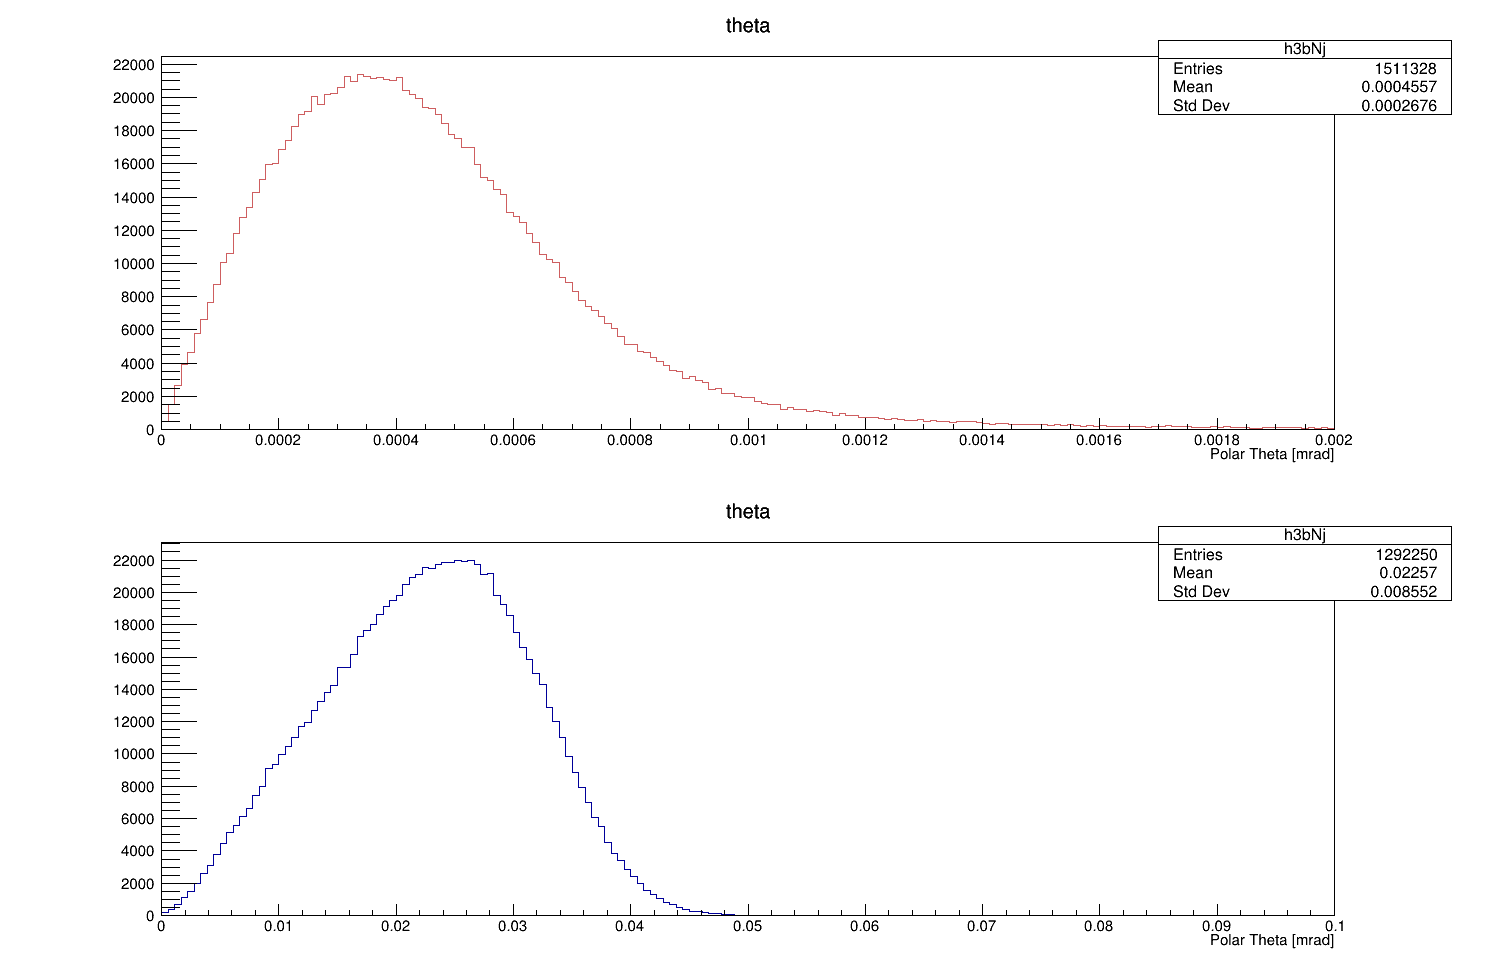 theta
h3bNj
Entries 1511328
Mean 0.0004557
Std Dev 0.0002676
22000
20000
18000
16000
14000
12000
10000
8000
6000
4000
2000
0
0 0.0002 0.0004 0.0006 0.0008 0.001 0.0012 0.0014 0.0016 0.0018 0.002
Polar Theta [mrad]
theta
h3bNj
Entries 1292250
Mean 0.02257
Std Dev 0.008552
22000
20000
18000
16000
14000
12000
10000
8000
6000
4000
2000
0
0 0.01 0.02 0.03 0.04 0.05 0.06 0.07 0.08 0.09 0.1
Polar Theta [mrad]